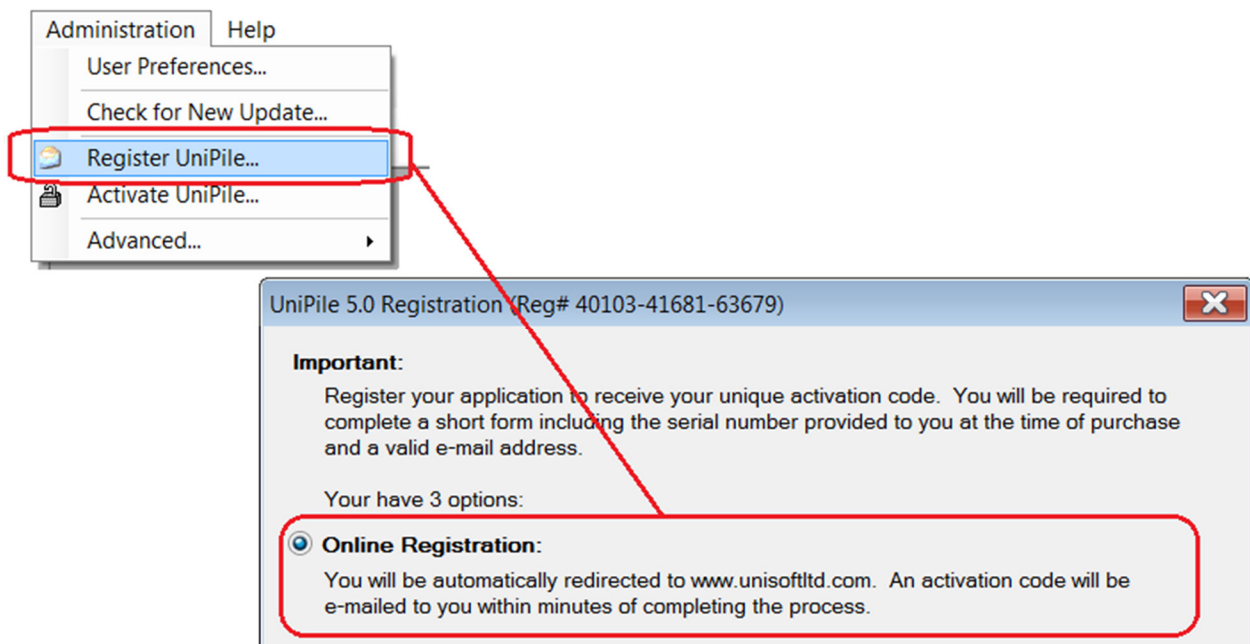 Administration Help
User Preferences...
Check for New Update...
Register UniPile...
Activate UniPile...
Advanced...
UniPile 5.0 Registration (Reg# 40103-41681-63679)
Important:
Register your application to receive your unique activation code. You will be required to
complete a short form including the serial number provided to you at the time of purchase
and a valid e-mail address.
Your have 3 options:
Online Registration:
You will be automatically redirected to www.unisoftltd.com. An activation code will be
e-mailed to you within minutes of completing the process.